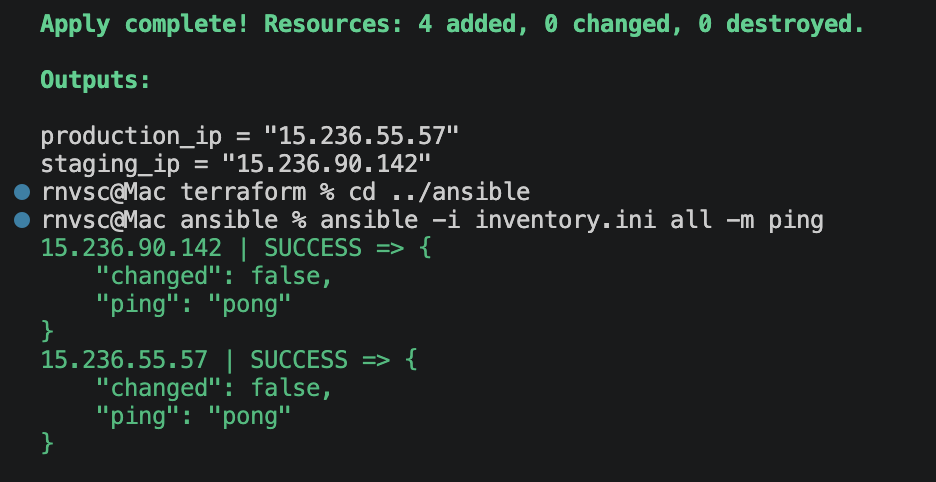 Apply complete! Resources: 4 added, 0 changed, 0 destroyed.
Outputs:
production_ip = "15.236.55.57"
staging_ip = "15.236.90.142"
rnvsc@Mac terraform % cd ../ansible
rnvsc@Mac ansible % ansible -i inventory.ini all -m ping
15.236.90.142 | SUCCESS => {
    "changed": false,
    "ping": "pong"
}
15.236.55.57 | SUCCESS => {
    "changed": false,
    "ping": "pong"
}